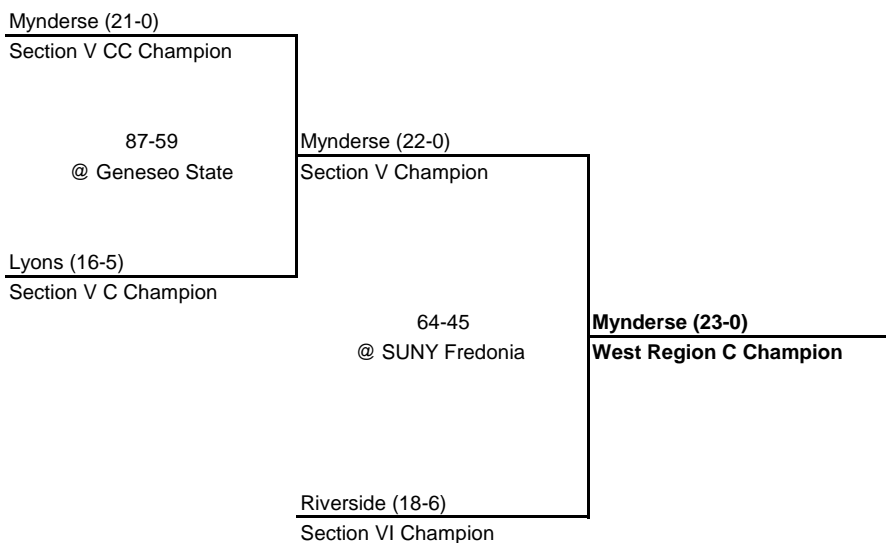 Mynderse (21-0)
Section V CC Champion
87-59
@ Geneseo State
Mynderse (22-0)
Section V Champion
Lyons (16-5)
Section V C Champion
64-45
@ SUNY Fredonia
Mynderse (23-0)
West Region C Champion
Riverside (18-6)
Section VI Champion